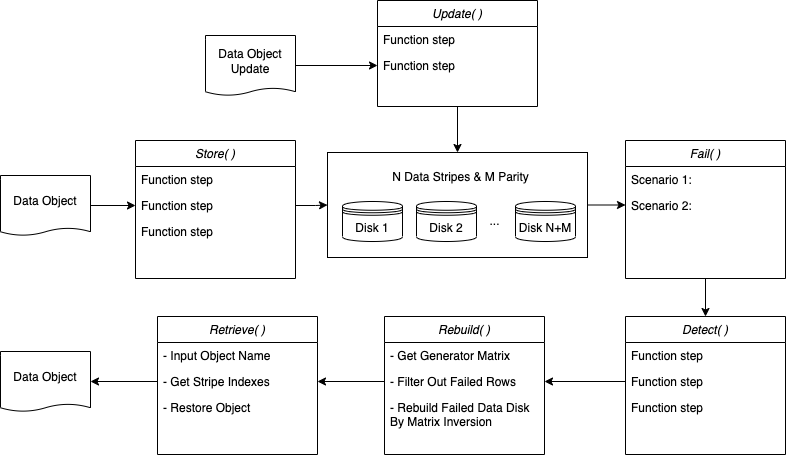 Update( )
Function step
Function step
Data Object
Update
Store( )
Function step
Function step
Function step
Data Object
N Data Stripes & M Parity
Disk 1
Disk 2
...
Disk N+M
Fail( )
Scenario 1:
Scenario 2:
Retrieve( )
- Input Object Name
- Get Stripe Indexes
- Restore Object
Data Object
Rebuild( )
- Get Generator Matrix
- Filter Out Failed Rows
- Rebuild Failed Data Disk
By Matrix Inversion
Detect( )
Function step
Function step
Function step